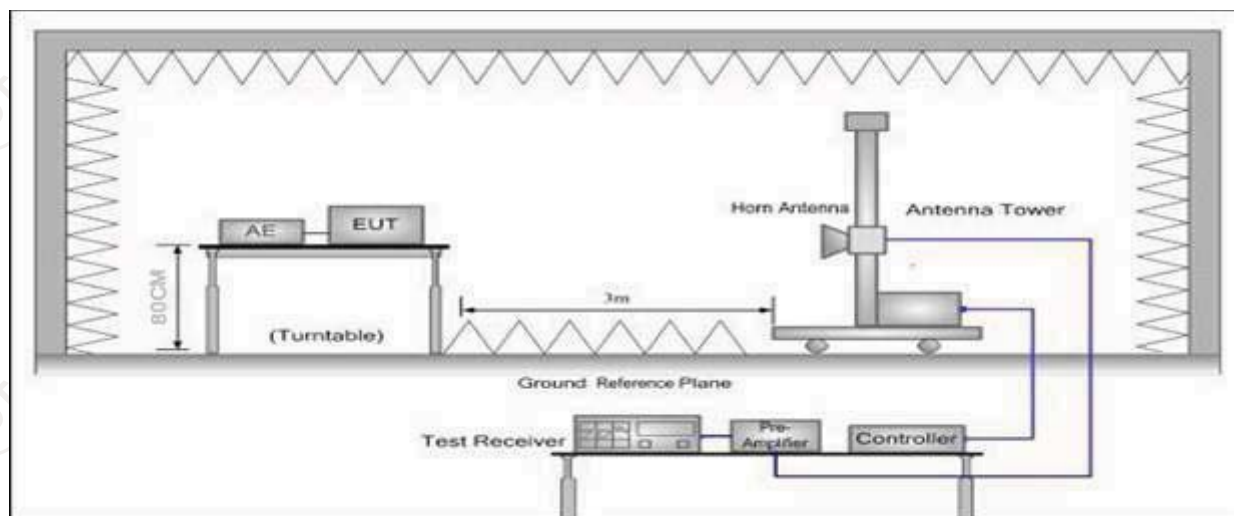 Horn Antenna
Antenna Tower
AE
EUT
80CM
3m
(Turntable)
Ground Reference Plane
Test Receiver
Pre-
Amplifier
Controller